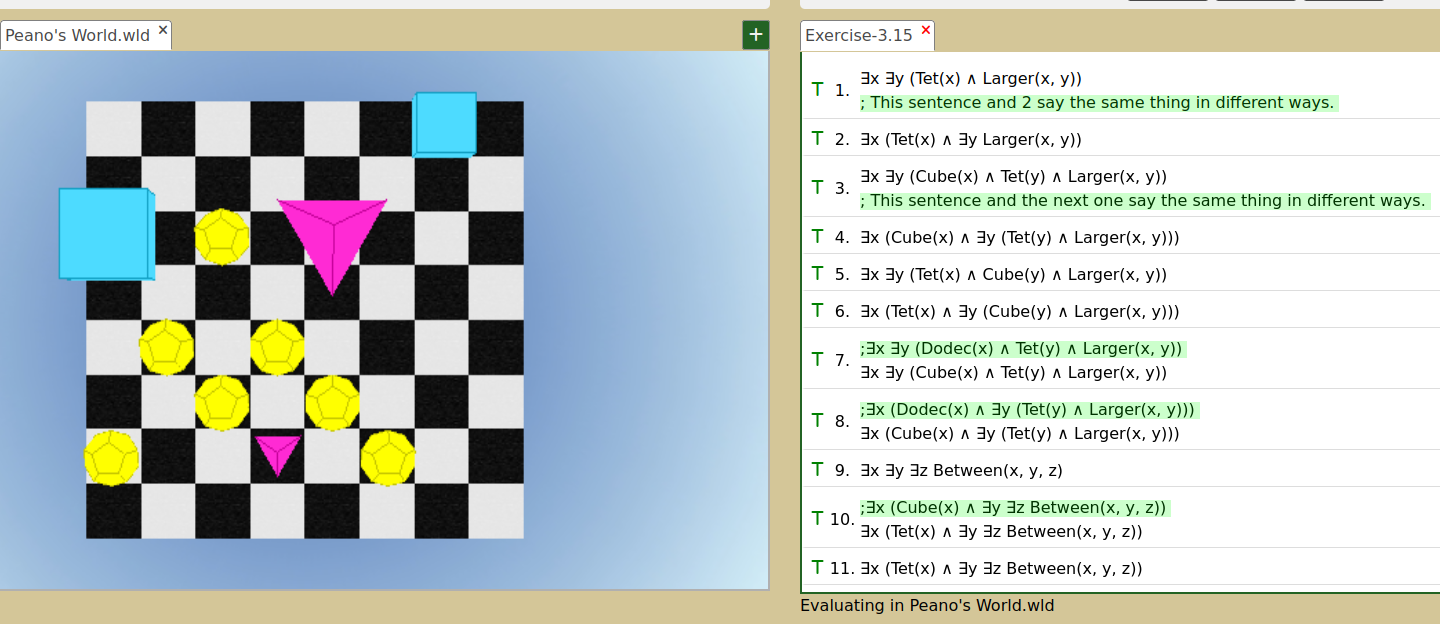 Peano's World.wld ×
+
Exercise-3.15 ×
T 1. ∃x ∃y (Tet(x) ∧ Larger(x, y))
; This sentence and 2 say the same thing in different ways.
T 2. ∃x (Tet(x) ∧ ∃y Larger(x, y))
T 3. ∃x ∃y (Cube(x) ∧ Tet(y) ∧ Larger(x, y))
; This sentence and the next one say the same thing in different ways.
T 4. ∃x (Cube(x) ∧ ∃y (Tet(y) ∧ Larger(x, y)))
T 5. ∃x ∃y (Tet(x) ∧ Cube(y) ∧ Larger(x, y))
T 6. ∃x (Tet(x) ∧ ∃y (Cube(y) ∧ Larger(x, y)))
T 7. ;∃x ∃y (Dodec(x) ∧ Tet(y) ∧ Larger(x, y))
∃x ∃y (Cube(x) ∧ Tet(y) ∧ Larger(x, y))
T 8. ;∃x (Dodec(x) ∧ ∃y (Tet(y) ∧ Larger(x, y)))
∃x (Cube(x) ∧ ∃y (Tet(y) ∧ Larger(x, y)))
T 9. ∃x ∃y ∃z Between(x, y, z)
T 10. ;∃x (Cube(x) ∧ ∃y ∃z Between(x, y, z))
∃x (Tet(x) ∧ ∃y ∃z Between(x, y, z))
T 11. ∃x (Tet(x) ∧ ∃y ∃z Between(x, y, z))
Evaluating in Peano's World.wld